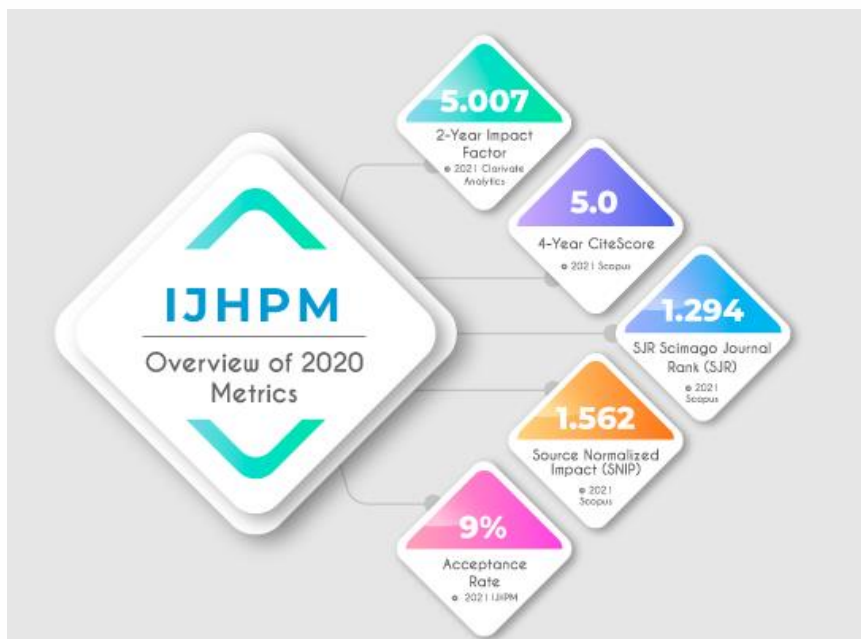 IJHPM
Overview of 2020
Metrics
5.007
2-Year Impact
Factor
© 2021 Clarivate
Analytics
5.0
4-Year CiteScore
© 2021 Scopus
1.294
SJR Scimago Journal
Rank (SJR)
© 2021
Scopus
1.562
Source Normalized
Impact (SNIP)
© 2021
Scopus
9%
Acceptance
Rate
© 2021 IJHPM